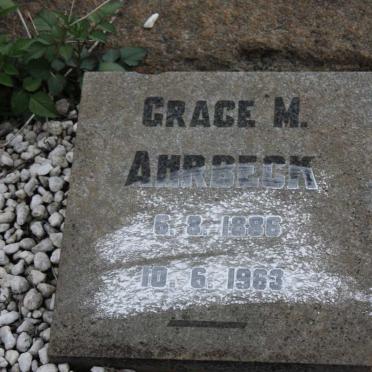 GRACE M.
AHRBECK
6. 8. 1886
10. 6. 1963